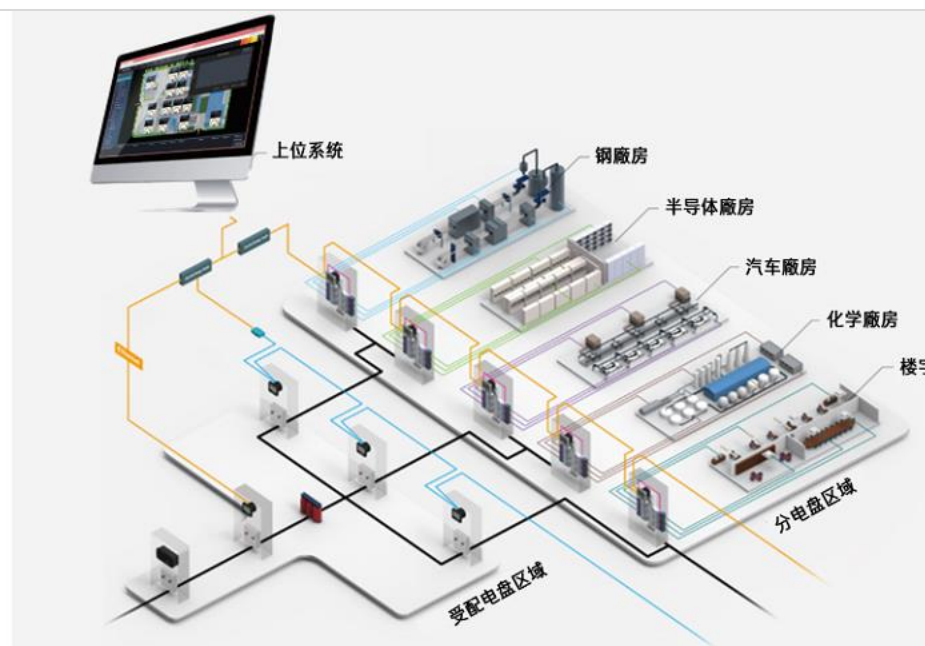 上位系统
钢廠房
半导体廠房
汽车廠房
化学廠房
楼宇
分电盘区域
受配电盘区域